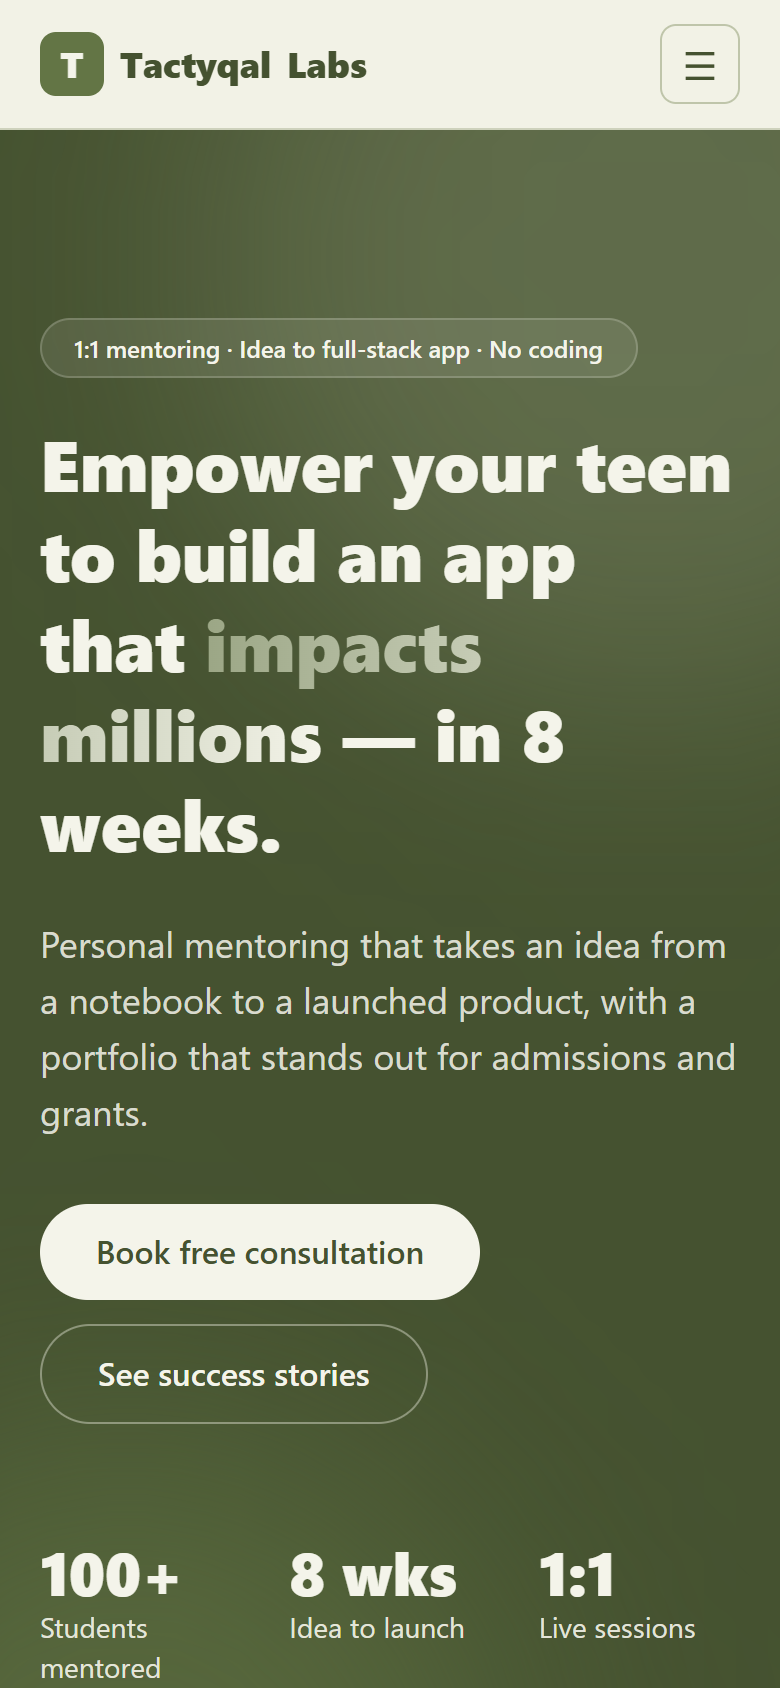 T Tactyqal Labs
1:1 mentoring · Idea to full-stack app · No coding
Empower your teen
to build an app
that impacts
millions — in 8
weeks.
Personal mentoring that takes an idea from
a notebook to a launched product, with a
portfolio that stands out for admissions and
grants.
Book free consultation
See success stories
100+
Students
mentored
8 wks
Idea to launch
1:1
Live sessions